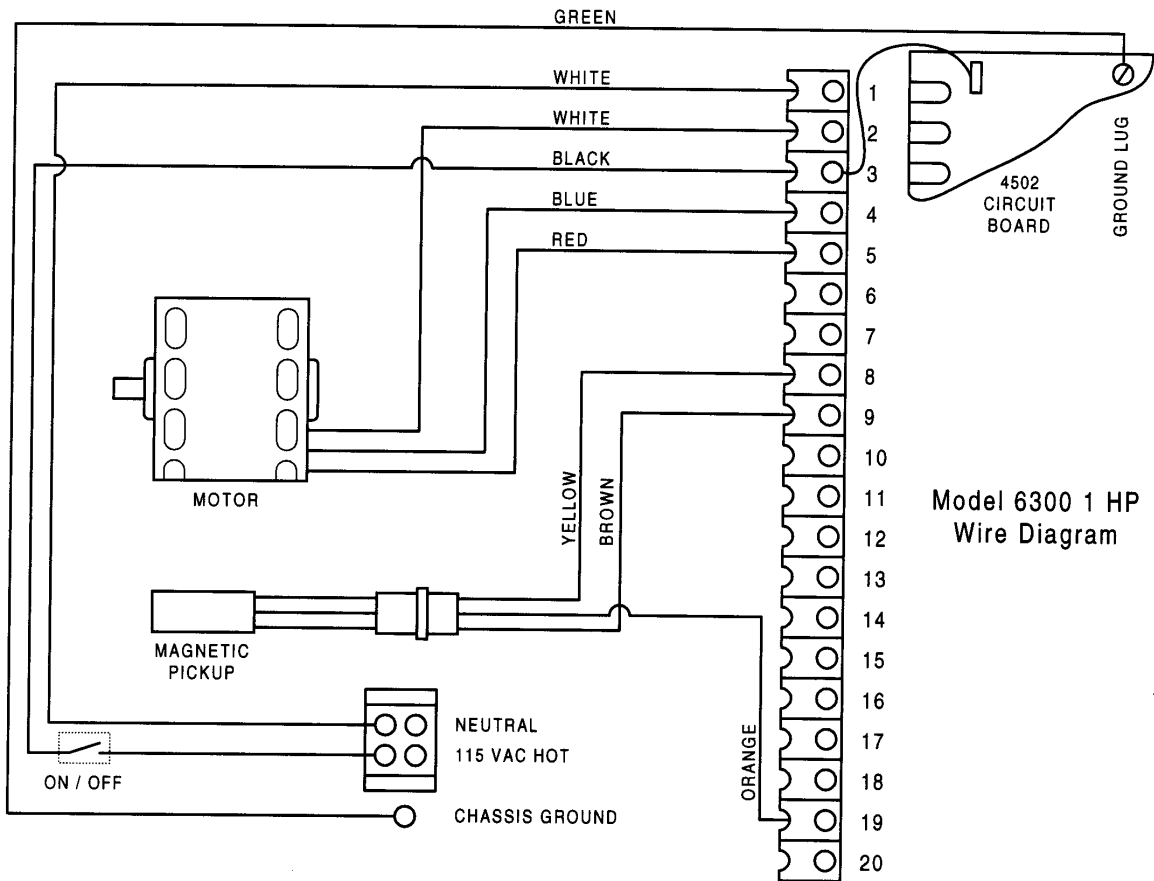 GREEN
WHITE
WHITE
BLACK
BLUE
RED
1
2
3
4
5
6
7
8
9
10
11
12
13
14
15
16
17
18
19
20
4502
CIRCUIT
BOARD
GROUND LUG
MOTOR
YELLOW
BROWN
Model 6300 1 HP
Wire Diagram
MAGNETIC
PICKUP
NEUTRAL
115 VAC HOT
ON / OFF
ORANGE
CHASSIS GROUND